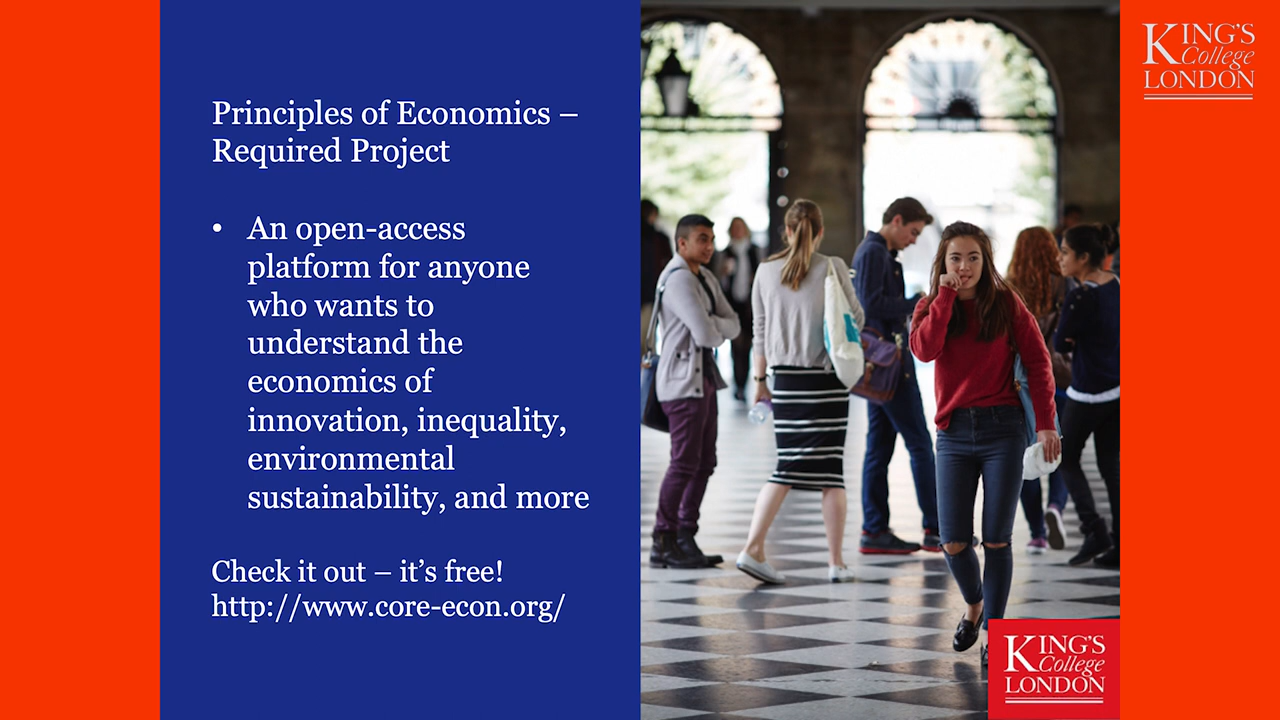 Principles of Economics –
Required Project
• An open-access
platform for anyone
who wants to
understand the
economics of
innovation, inequality,
environmental
sustainability, and more
Check it out – it’s free!
http://www.core-econ.org/
KING'S
College
LONDON
KING'S
College
LONDON